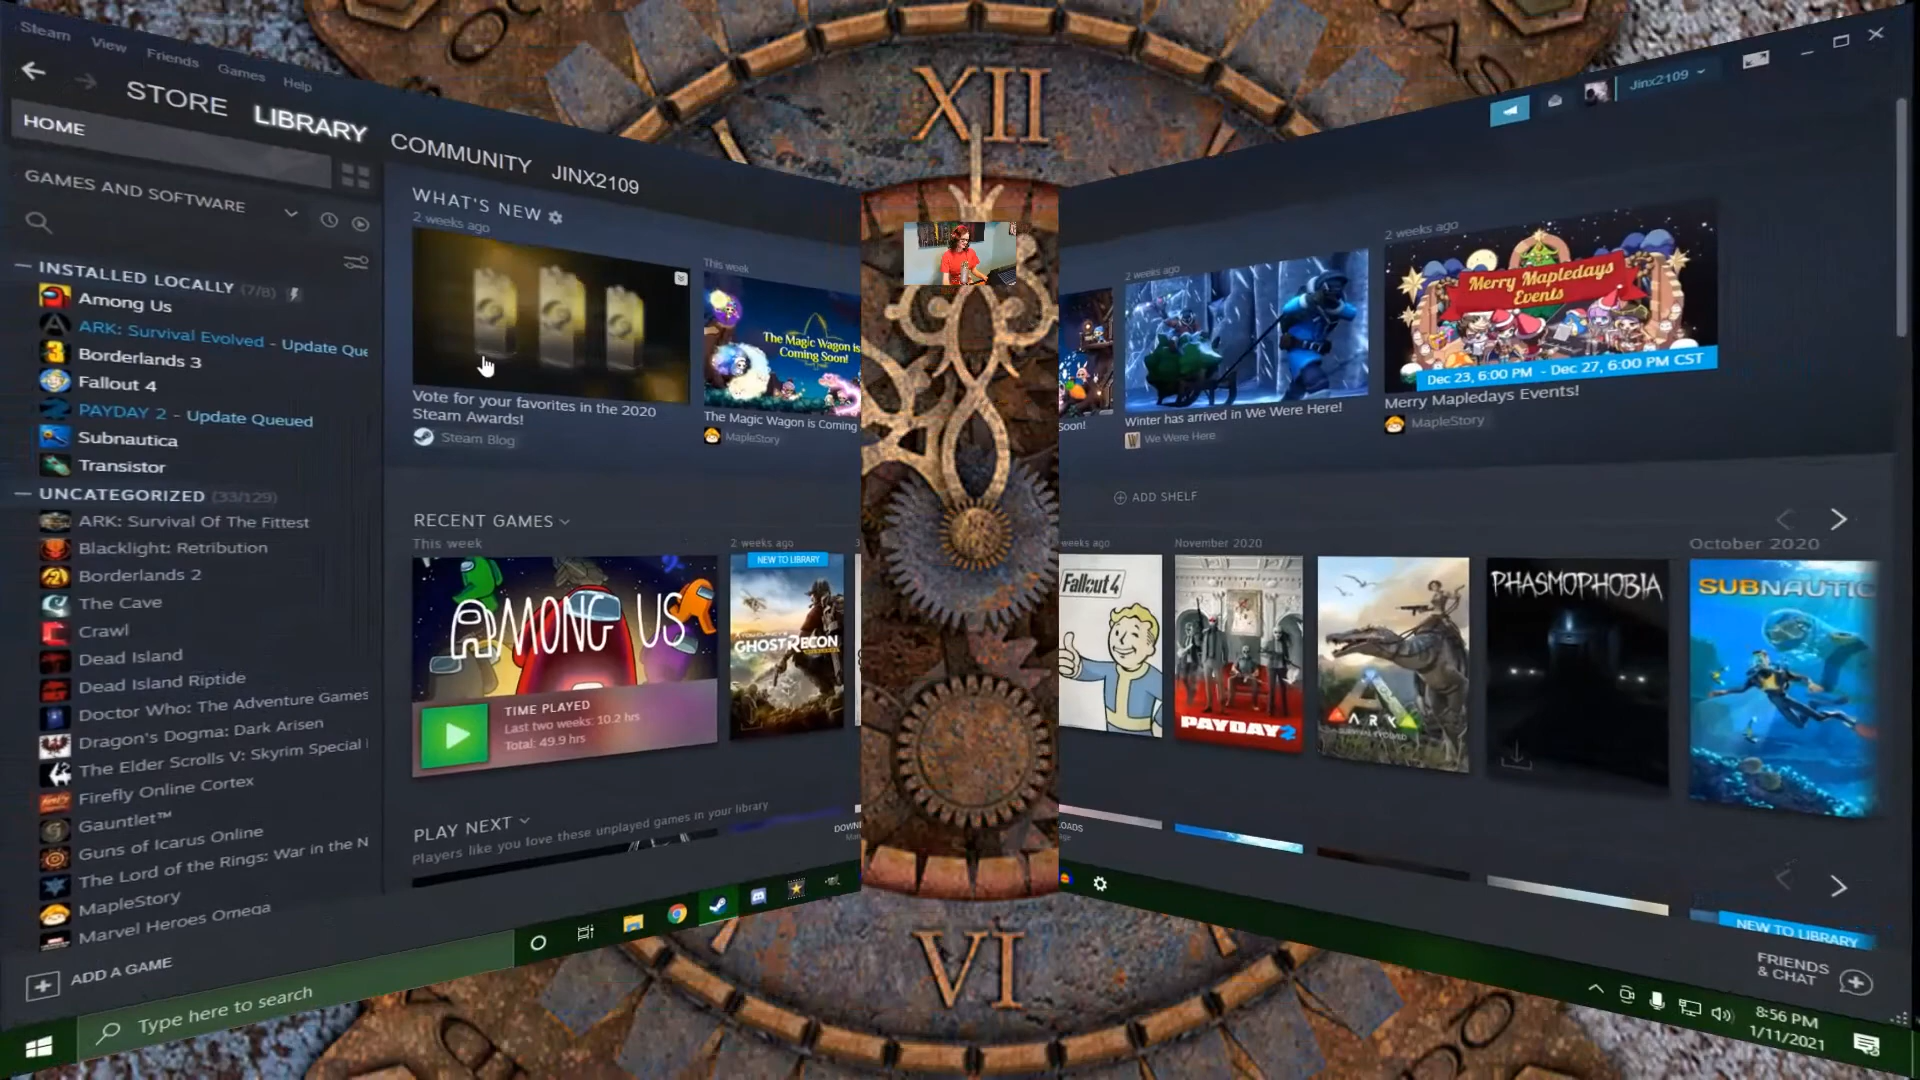 Steam View Friends Games Help
STORE LIBRARY COMMUNITY JINX2109
Jinx2109
HOME
GAMES AND SOFTWARE
INSTALLED LOCALLY (7/8)
Among Us
ARK: Survival Evolved - Update Que
Borderlands 3
Fallout 4
PAYDAY 2 - Update Queued
Subnautica
Transistor
UNCATEGORIZED (33/129)
ARK: Survival Of The Fittest
Blacklight: Retribution
Borderlands 2
The Cave
Crawl
Dead Island
Dead Island Riptide
Doctor Who: The Adventure Games
Dragon's Dogma: Dark Arisen
The Elder Scrolls V: Skyrim Special
Firefly Online Cortex
Gauntlet™
Guns of Icarus Online
The Lord of the Rings: War in the N
MapleStory
Marvel Heroes Omega
ADD A GAME
WHAT'S NEW
2 weeks ago
Vote for your favorites in the 2020
Steam Awards!
Steam Blog
This week
The Magic Wagon is
Coming Soon!
The Magic Wagon is Coming
MapleStory
Soon!
2 weeks ago
Winter has arrived in We Were Here!
We Were Here
2 weeks ago
Merry Mapledays
Events
Dec 23, 6:00 PM - Dec 27, 6:00 PM CST
Merry Mapledays Events!
MapleStory
ADD SHELF
RECENT GAMES
This week
AMONG US
TIME PLAYED
Last two weeks: 10.2 hrs
Total: 49.9 hrs
2 weeks ago
NEW TO LIBRARY
GHOST RECON
eeks ago
Fallout 4
November 2020
PAYDAY 2
ARK
SURVIVAL EVOLVED
PHASMOPHOBIA
October 2020
SUBNAUTIC
PLAY NEXT
Players like you love these unplayed games in your library
DOWN
LOADS
NEW TO LIBRARY
FRIENDS
& CHAT
XII
VI
Type here to search
8:56 PM
1/11/2021